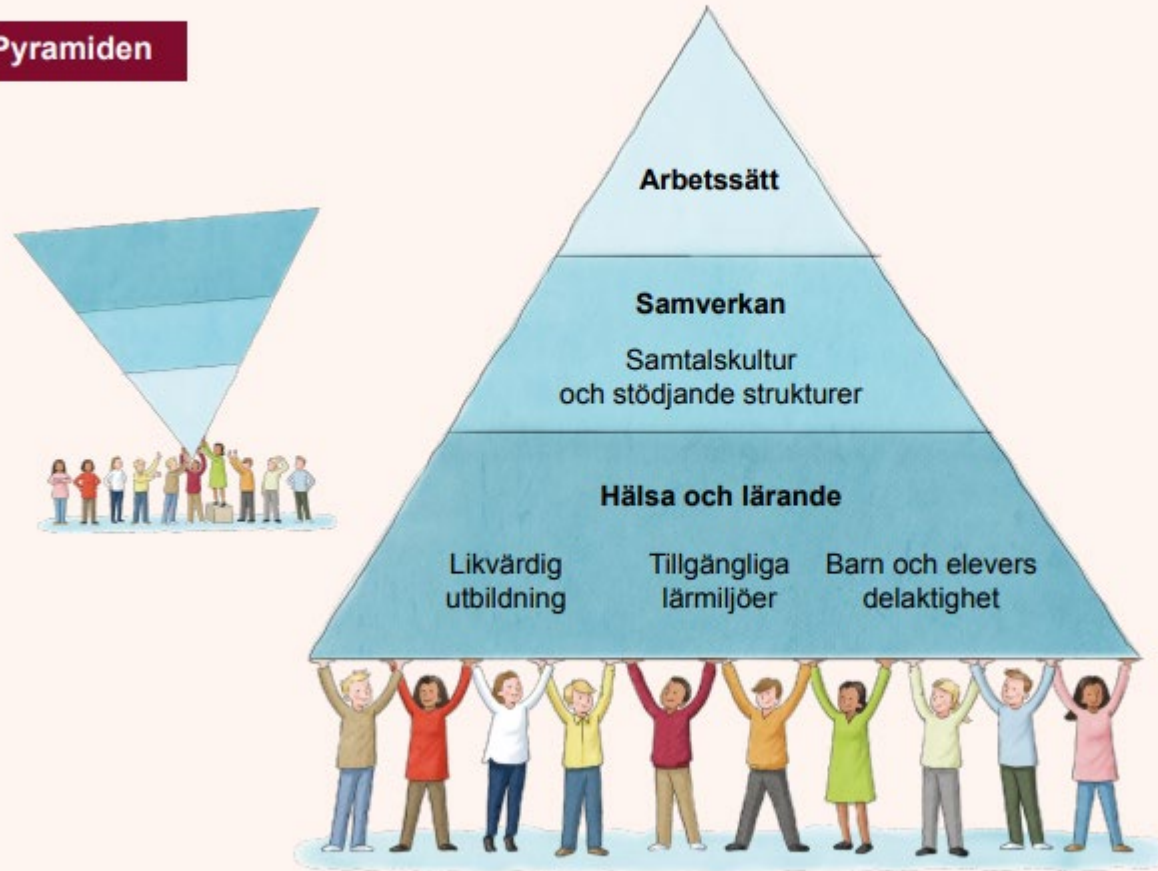 Pyramiden
Arbetssätt
Samverkan
Samtalskultur
och stödjande strukturer
Hälsa och lärande
Likvärdig
utbildning
Tillgängliga
lärmiljöer
Barn och elevers
delaktighet